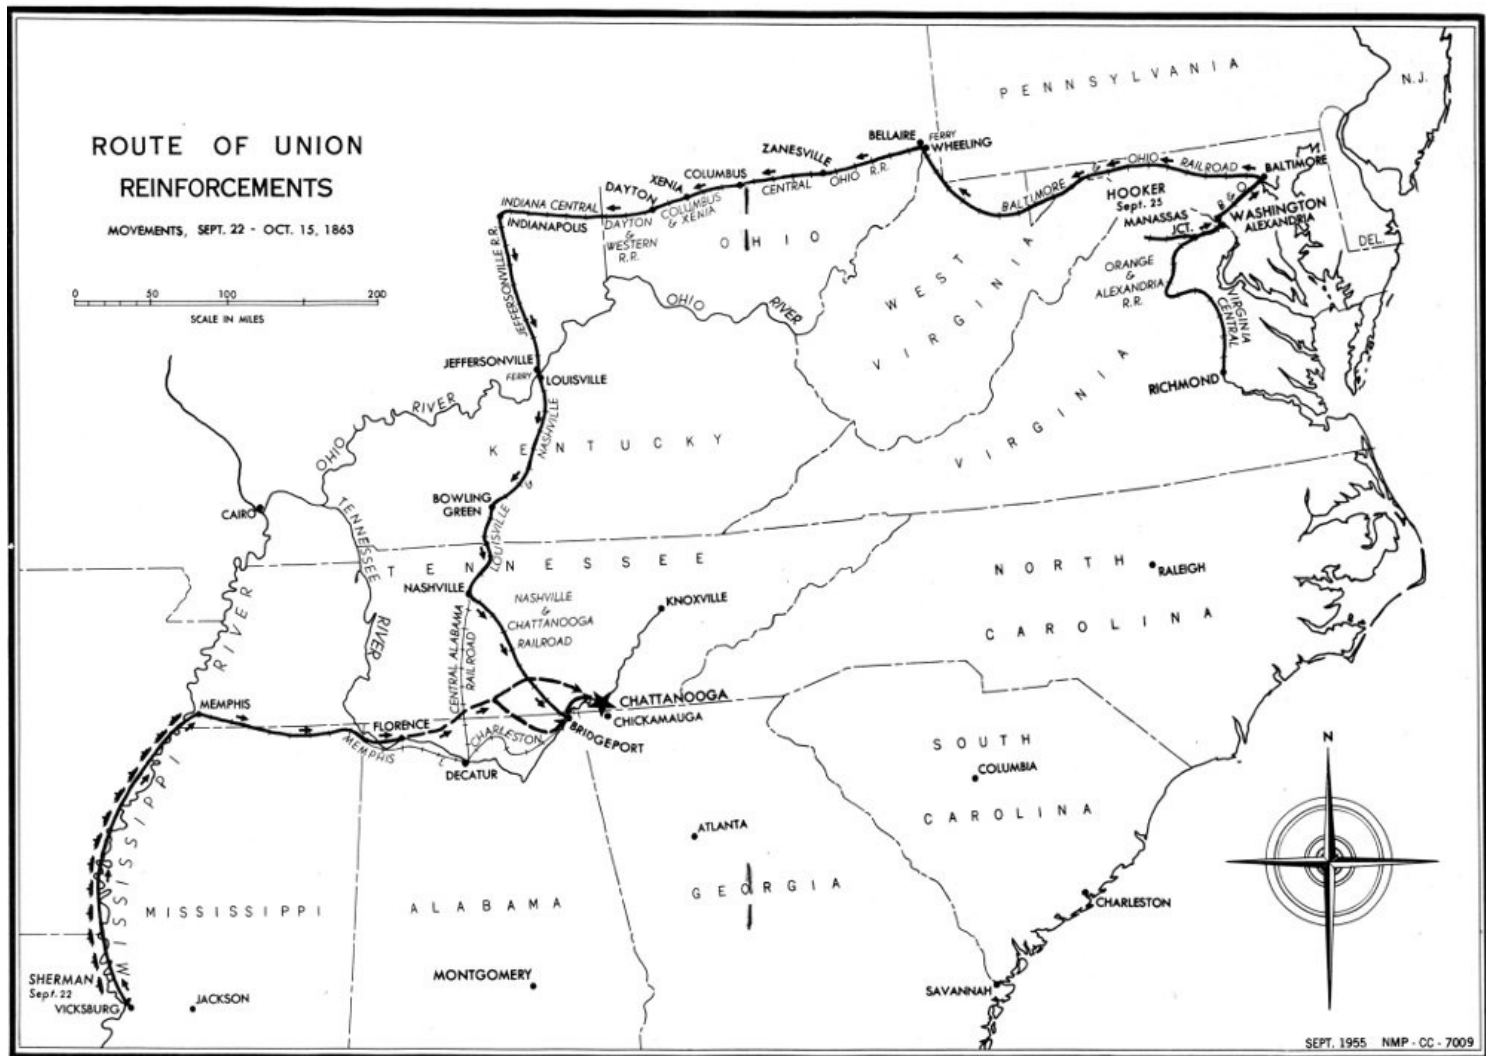 ROUTE OF UNION
REINFORCEMENTS
MOVEMENTS, SEPT. 22 - OCT. 15, 1863
0 50 100 200
SCALE IN MILES
PENNSYLVANIA
N.J.
BELLAIRE
FERRY
WHEELING
ZANESVILLE
COLUMBUS
XENIA
DAYTON
CENTRAL OHIO R.R.
COLUMBUS
& XENIA
INDIANA CENTRAL
INDIANAPOLIS
DAYTON
&
WESTERN
R.R.
OHIO
BALTIMORE & OHIO RAILROAD
BALTIMORE
B & O
HOOKER
Sept. 25
MANASSAS
JCT.
WASHINGTON
ALEXANDRIA
DEL.
ORANGE
&
ALEXANDRIA
R.R.
VIRGINIA
CENTRAL
WEST
VIRGINIA
JEFFERSONVILLE R.R.
OHIO
RIVER
JEFFERSONVILLE
FERRY
LOUISVILLE
RICHMOND
VIRGINIA
OHIO RIVER
KENTUCKY
LOUISVILLE & NASHVILLE
BOWLING
GREEN
CAIRO
TENNESSEE
RIVER
TENNESSEE
NORTH
RALEIGH
NASHVILLE
NASHVILLE
&
CHATTANOOGA
RAILROAD
KNOXVILLE
CAROLINA
CENTRAL ALABAMA
RAILROAD
MEMPHIS
FLORENCE
CHATTANOOGA
CHICKAMAUGA
BRIDGEPORT
MEMPHIS & CHARLESTON
DECATUR
SOUTH
COLUMBIA
CAROLINA
N
MISSISSIPPI RIVER
ATLANTA
MISSISSIPPI
ALABAMA
GEORGIA
CHARLESTON
SHERMAN
Sept. 22
VICKSBURG
JACKSON
MONTGOMERY
SAVANNAH
SEPT. 1955 NMP - CC - 7009